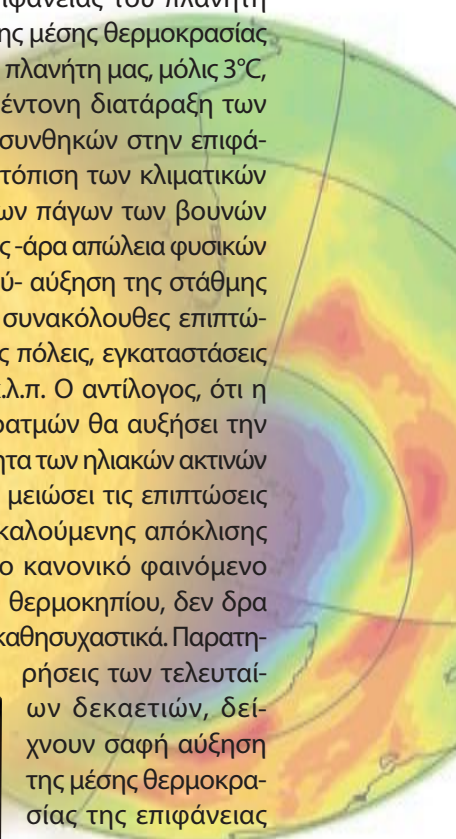 επιφάνειας του πλανήτη
της μέσης θερμοκρασίας
πλανήτη μας, μόλις 3°C,
έντονη διατάραξη των
συνθηκών στην επιφά-
τόπιση των κλιματικών
των πάγων των βουνών
ς -άρα απώλεια φυσικών
ύ- αύξηση της στάθμης
συνακόλουθες επιπτώ-
ς πόλεις, εγκαταστάσεις
κ.λ.π. Ο αντίλογος, ότι η
ρατμών θα αυξήσει την
ητα των ηλιακών ακτινών
μειώσει τις επιπτώσεις
καλούμενης απόκλισης
ο κανονικό φαινόμενο
θερμοκηπίου, δεν δρα
καθησυχαστικά. Παρατη-
ρήσεις των τελευταί-
ων δεκαετιών, δεί-
χνουν σαφή αύξηση
της μέσης θερμοκρα-
σίας της επιφάνειας